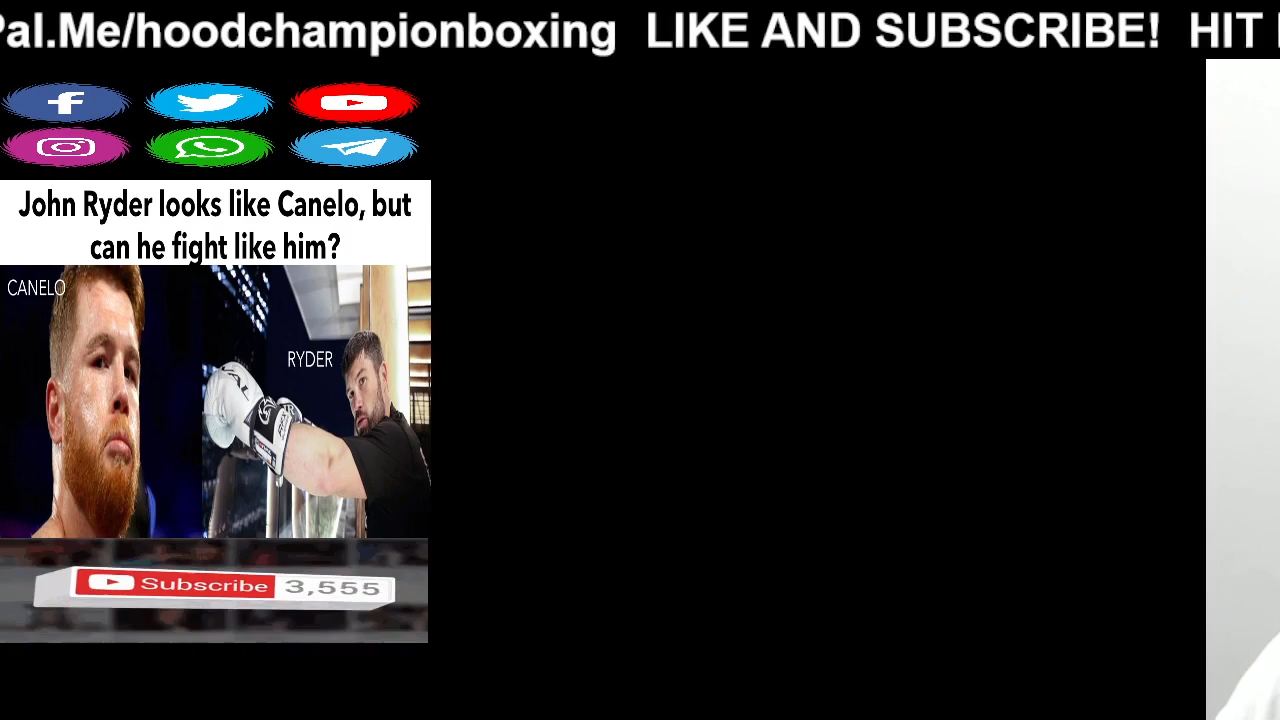 Pal.Me/hoodchampionboxing LIKE AND SUBSCRIBE! HIT
John Ryder looks like Canelo, but
can he fight like him?
CANELO
RYDER
Subscribe 3,555